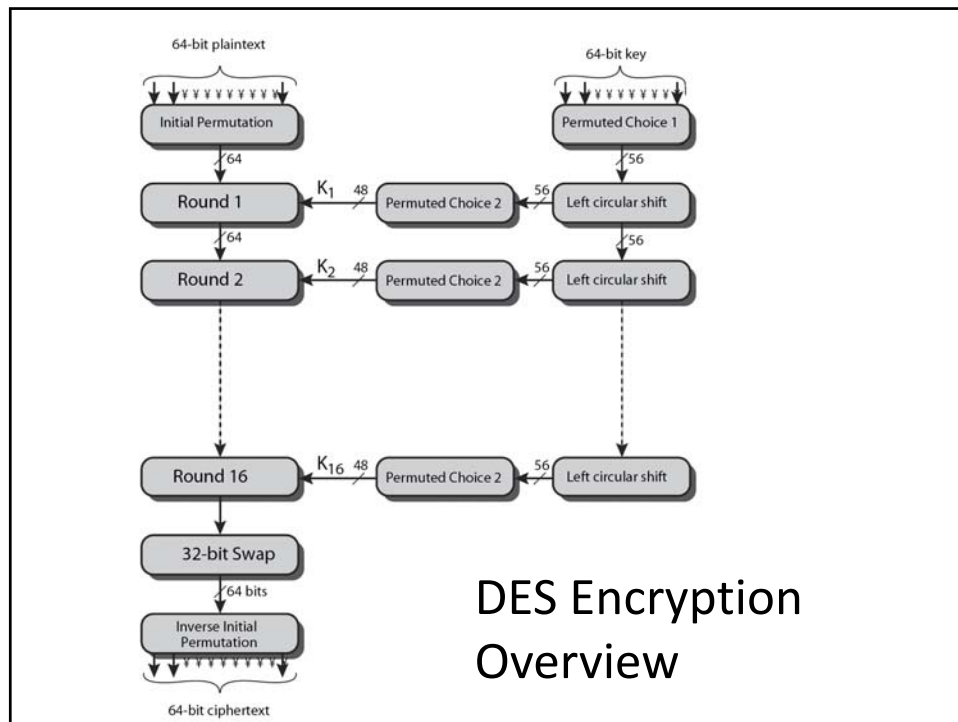 64-bit plaintext
64-bit key
¥ ¥ ¥ ¥ ¥ ¥ ¥ ¥ ¥
¥ ¥ ¥ ¥ ¥ ¥ ¥ ¥ ¥
Initial Permutation
Permuted Choice 1
64
56
Round 1
K1
48
Permuted Choice 2
56
Left circular shift
64
56
Round 2
K2
48
Permuted Choice 2
56
Left circular shift
Round 16
K16
48
Permuted Choice 2
56
Left circular shift
32-bit Swap
64 bits
Inverse Initial
Permutation
¥ ¥ ¥ ¥ ¥ ¥ ¥ ¥ ¥
64-bit ciphertext
DES Encryption
Overview